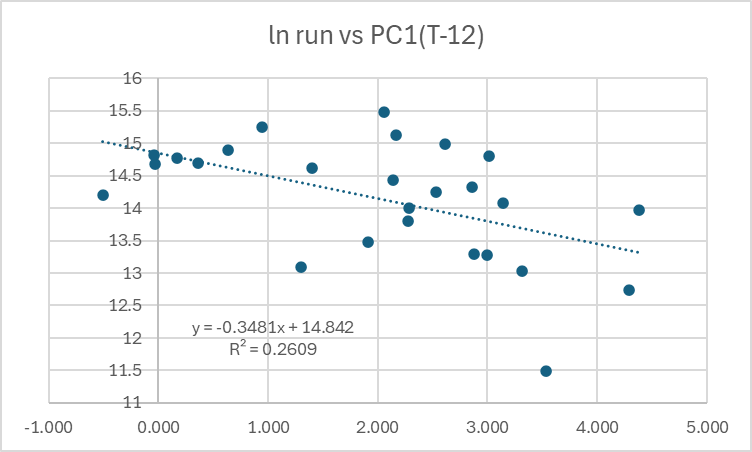 ln run vs PC1(T-12)
16
15.5
15
14.5
14
13.5
13
12.5
12
11.5
11
y = -0.3481x + 14.842
R² = 0.2609
-1.000 0.000 1.000 2.000 3.000 4.000 5.000